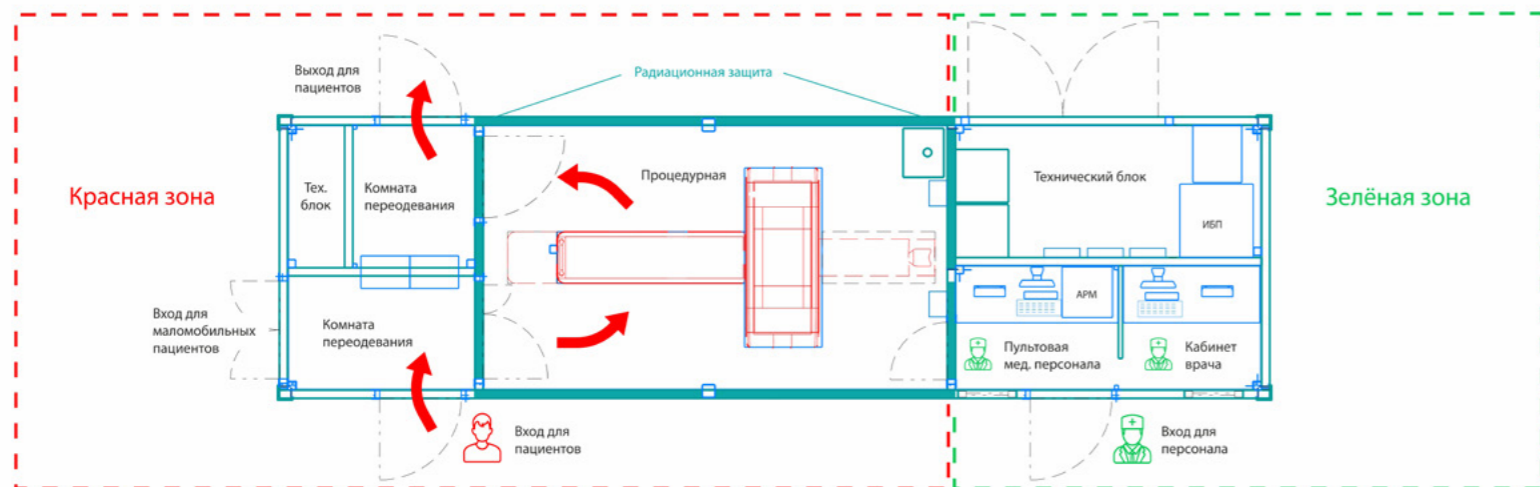 Выход для
пациентов
Радиационная защита
Красная зона
Тех.
блок
Комната
переодевания
Процедурная
Технический блок
ИБП
Зелёная зона
Вход для
маломобильных
пациентов
Комната
переодевания
АРМ
Пультовая
мед. персонала
Кабинет
врача
Вход для
пациентов
Вход для
персонала